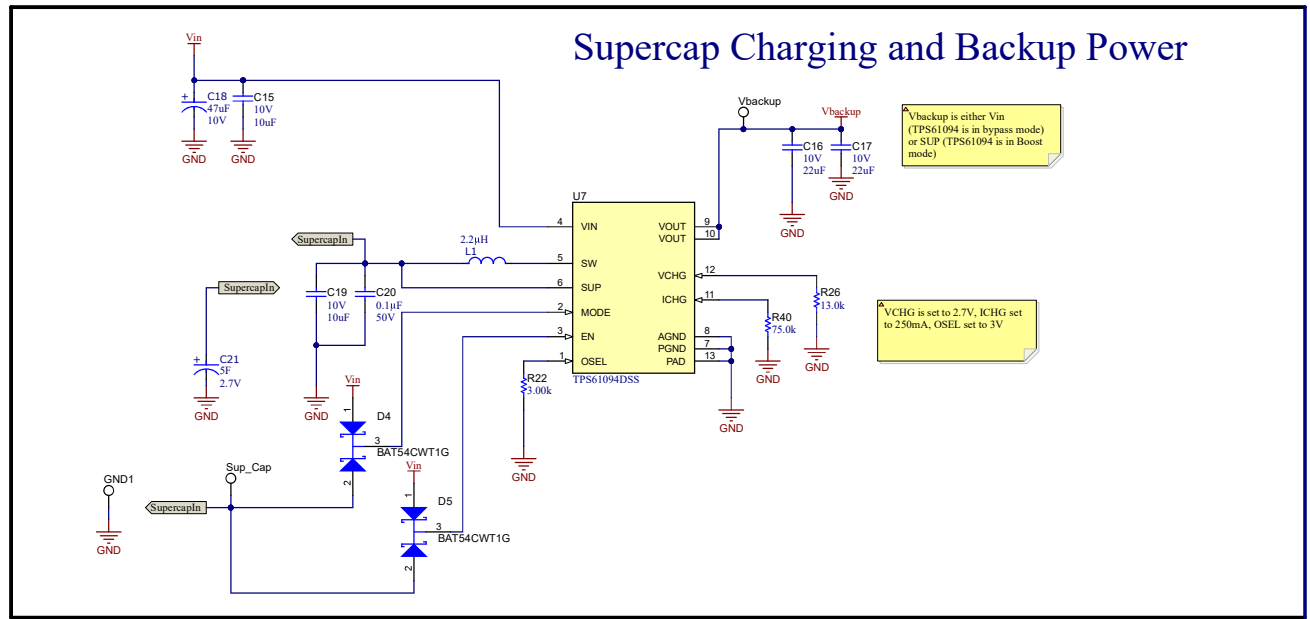 Supercap Charging and Backup Power
Vin
C18
47uF
10V
C15
10V
10uF
GND
GND
Vbackup
Vbackup
C16
10V
22uF
C17
10V
22uF
GND
GND
Vbackup is either Vin
(TPS61094 is in bypass mode)
or SUP (TPS61094 is in Boost
mode)
U7
4 VIN
5 SW
6 SUP
2 MODE
3 EN
1 OSEL
VOUT 9
VOUT 10
VCHG 12
ICHG 11
AGND 8
PGND 7
PAD 13
TPS61094DSS
SupercapIn
2.2µH
L1
SupercapIn
C19
10V
10uF
C20
0.1µF
50V
C21
5F
2.7V
GND
GND
R26
13.0k
R40
75.0k
GND
GND
GND
VCHG is set to 2.7V, ICHG set
to 250mA, OSEL set to 3V
R22
3.00k
GND
Vin
1
D4
3
BAT54CWT1G
2
Vin
1
D5
3
BAT54CWT1G
2
Sup_Cap
GND1
SupercapIn
GND